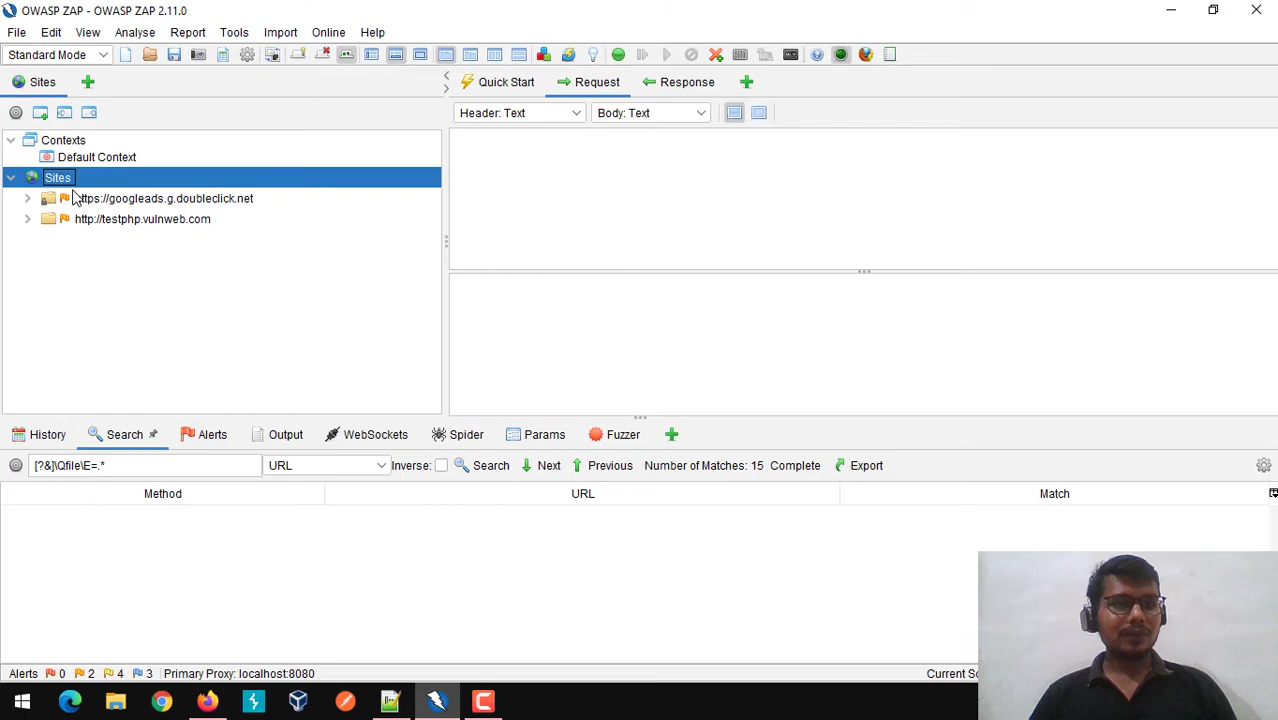 OWASP ZAP - OWASP ZAP 2.11.0
File Edit View Analyse Report Tools Import Online Help
Standard Mode
Sites
Quick Start Request Response
Header: Text Body: Text
Contexts
Default Context
Sites
ttps://googleads.g.doubleclick.net
http://testphp.vulnweb.com
History Search Alerts Output WebSockets Spider Params Fuzzer
[?&]\Qfile\E=.* URL Inverse: Search Next Previous Number of Matches: 15 Complete Export
Method URL Match
Alerts 0 2 4 3 Primary Proxy: localhost:8080 Current Sc